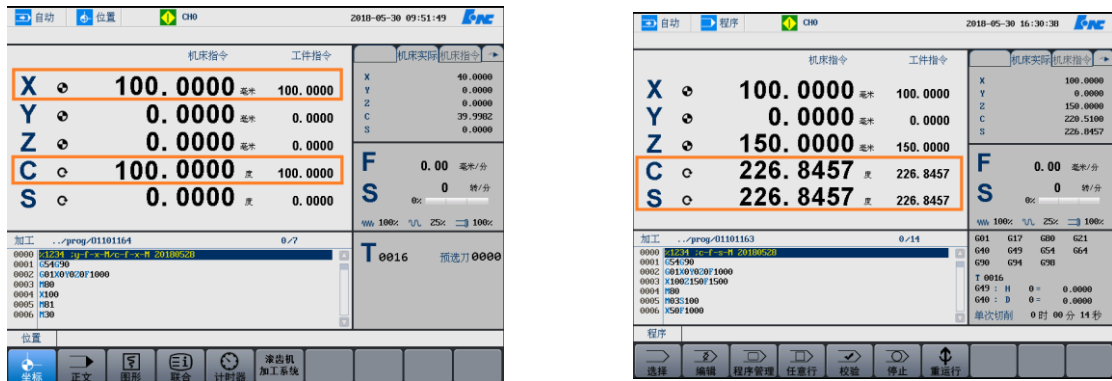 自动 位置 CH0 2018-05-30 09:51:49
机床指令 工件指令 机床实际 机床指令
X 100.0000 毫米 100.0000
Y 0.0000 毫米 0.0000
Z 0.0000 毫米 0.0000
C 100.0000 度 100.0000
S 0.0000 度 0.0000
X 40.0000
Y 0.0000
Z 0.0000
C 39.9982
S 0.0000
F 0.00 毫米/分
S 0 转/分
0%
100% 25% 100%
加工 ../prog/O1101164 0/7
0000 %1234 ;y-f-x-M/c-f-x-M 20180528
0001 G54G90
0002 G01X0Y0Z0F1000
0003 M80
0004 X100
0005 M81
0006 M30
T 0016 预选刀 0000
位置
坐标 正文 图形 联合 计时器 滚齿机
加工系统
自动 程序 CH0 2018-05-30 16:30:38
机床指令 工件指令 机床实际 机床指令
X 100.0000 毫米 100.0000
Y 0.0000 毫米 0.0000
Z 150.0000 毫米 150.0000
C 226.8457 度 226.8457
S 226.8457 度 226.8457
X 100.0000
Y 0.0000
Z 150.0000
C 220.5100
S 226.8457
F 0.00 毫米/分
S 0 转/分
0%
100% 25% 100%
加工 ../prog/O1101163 0/14
0000 %1234 ;c-f-s-M 20180528
0001 G54G90
0002 G01X0Y0Z0F1000
0003 X100Z150F1500
0004 M80
0005 M03S100
0006 X50F1000
G01 G17 G80 G21
G40 G49 G54 G64
G90 G94 G98
T 0016
G49 : H 0 = 0.0000
G40 : D 0 = 0.0000
单次切削 0 时 00 分 14 秒
程序
选择 编辑 程序管理 任意行 校验 停止 重运行